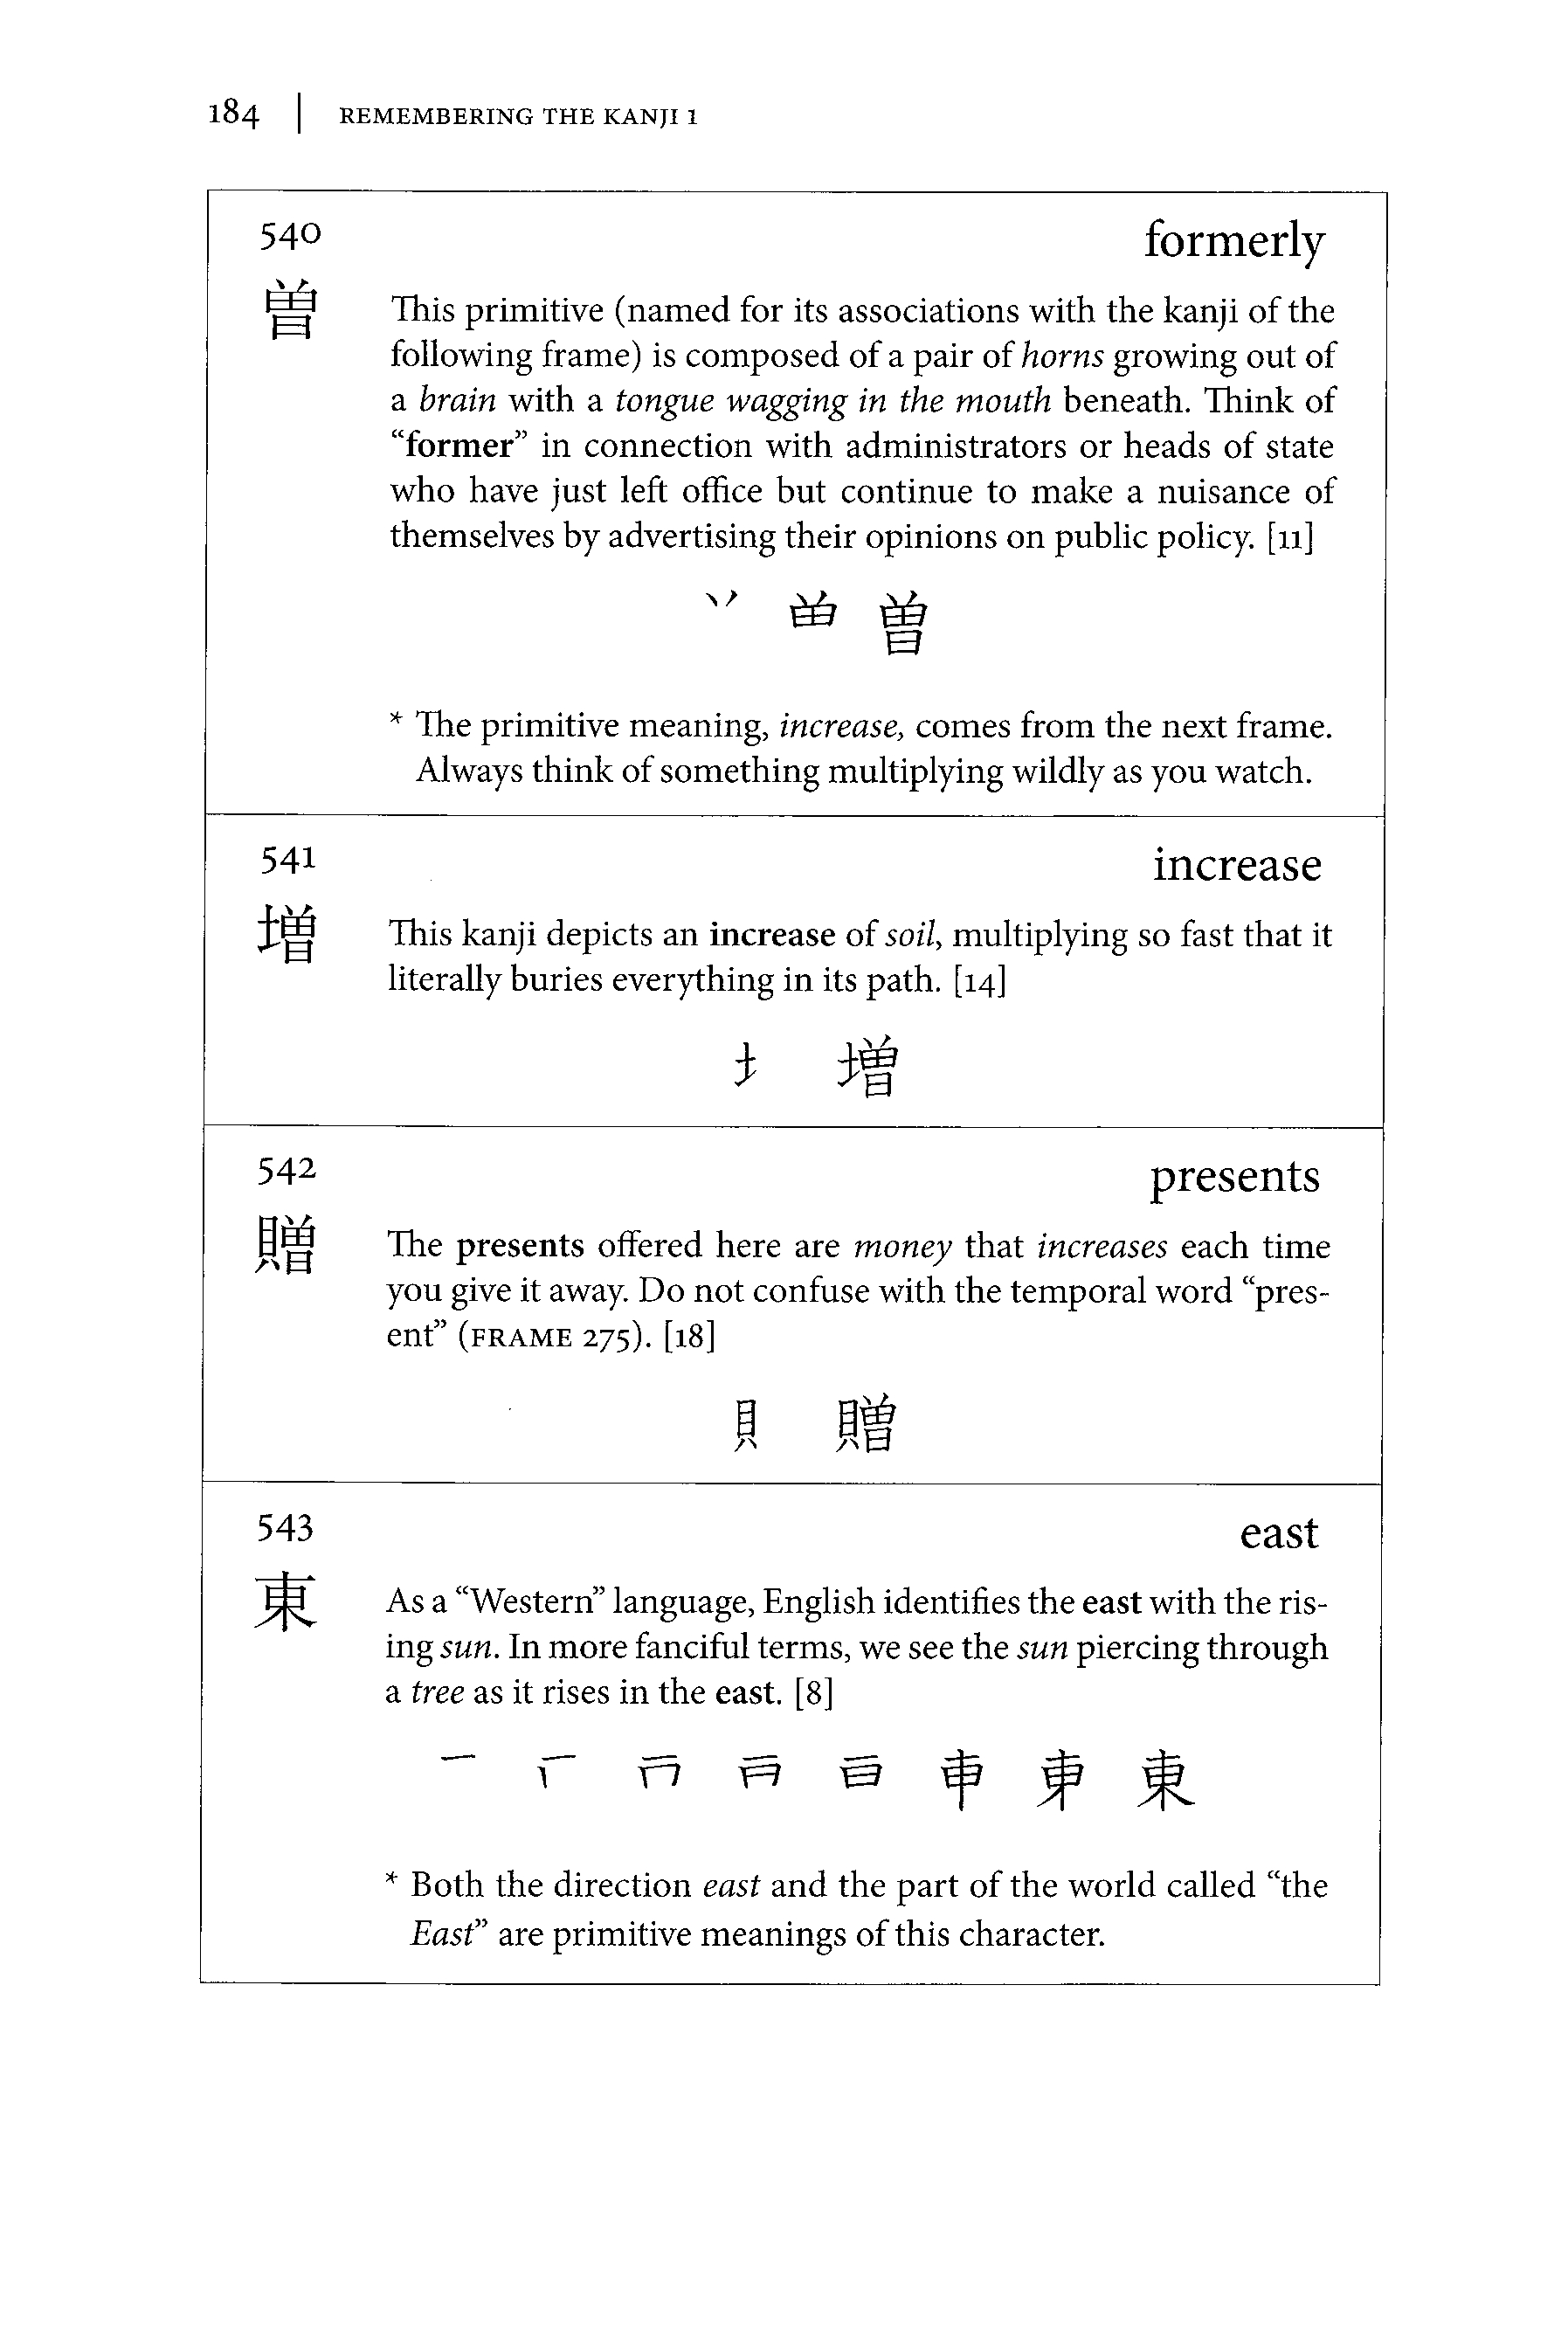 184 | REMEMBERING THE KANJI 1
540 formerly
曽
This primitive (named for its associations with the kanji of the
following frame) is composed of a pair of horns growing out of
a brain with a tongue wagging in the mouth beneath. Think of
“former” in connection with administrators or heads of state
who have just left office but continue to make a nuisance of
themselves by advertising their opinions on public policy. [11]
曽
* The primitive meaning, increase, comes from the next frame.
Always think of something multiplying wildly as you watch.
541 increase
増
This kanji depicts an increase of soil, multiplying so fast that it
literally buries everything in its path. [14]
増
542 presents
贈
The presents offered here are money that increases each time
you give it away. Do not confuse with the temporal word “pres-
ent” (FRAME 275). [18]
貝 贈
543 east
東
As a “Western” language, English identifies the east with the ris-
ing sun. In more fanciful terms, we see the sun piercing through
a tree as it rises in the east. [8]
東
* Both the direction east and the part of the world called “the
East” are primitive meanings of this character.